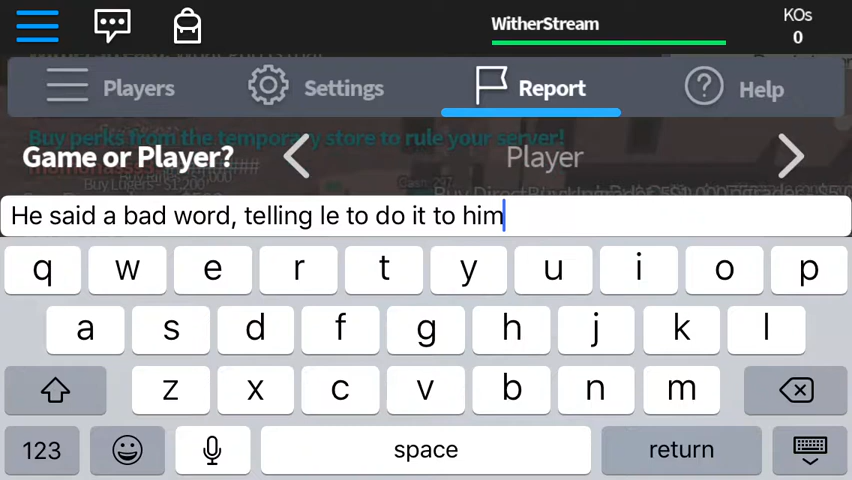 WitherStream
KOs
0
Players
Settings
Report
Help
Buy perks from the temporary store to rule your server!
Game or Player?
Player
He said a bad word, telling le to do it to him
q w e r t y u i o p
a s d f g h j k l
z x c v b n m
123
space
return